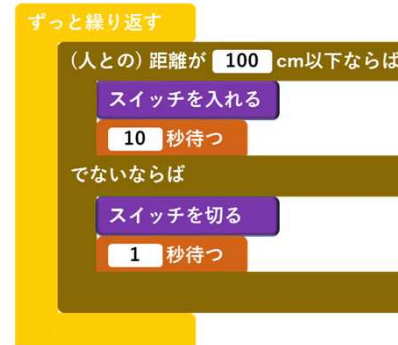 ずっと繰り返す
(人との) 距離が 100 cm以下ならば
スイッチを入れる
10 秒待つ
でないならば
スイッチを切る
1 秒待つ